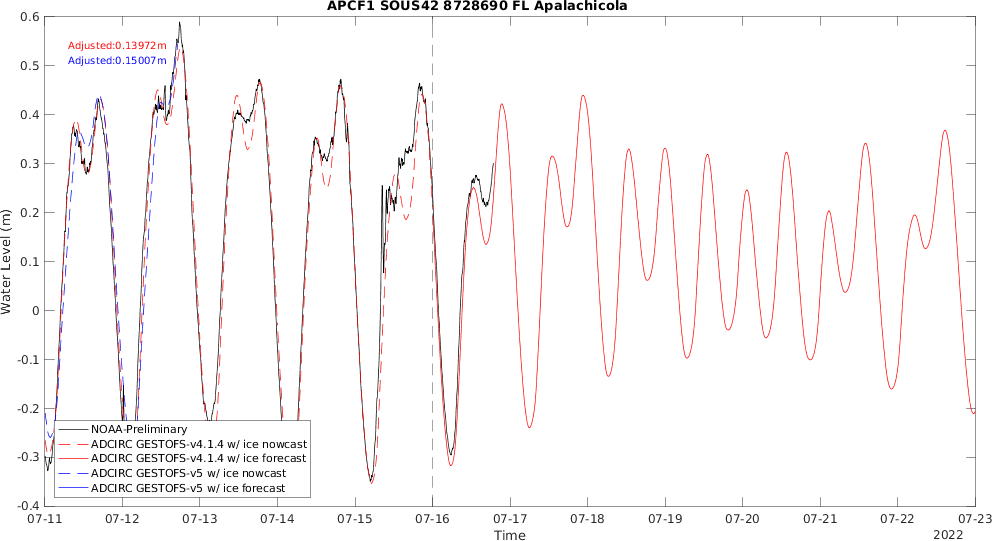 APCF1 SOUS42 8728690 FL Apalachicola
Adjusted:0.13972m
Adjusted:0.15007m
Water Level (m)
0.6
0.5
0.4
0.3
0.2
0.1
0
-0.1
-0.2
-0.3
-0.4
NOAA-Preliminary
ADCIRC GESTOFS-v4.1.4 w/ ice nowcast
ADCIRC GESTOFS-v4.1.4 w/ ice forecast
ADCIRC GESTOFS-v5 w/ ice nowcast
ADCIRC GESTOFS-v5 w/ ice forecast
07-11 07-12 07-13 07-14 07-15 07-16 07-17 07-18 07-19 07-20 07-21 07-22 07-23
Time
2022